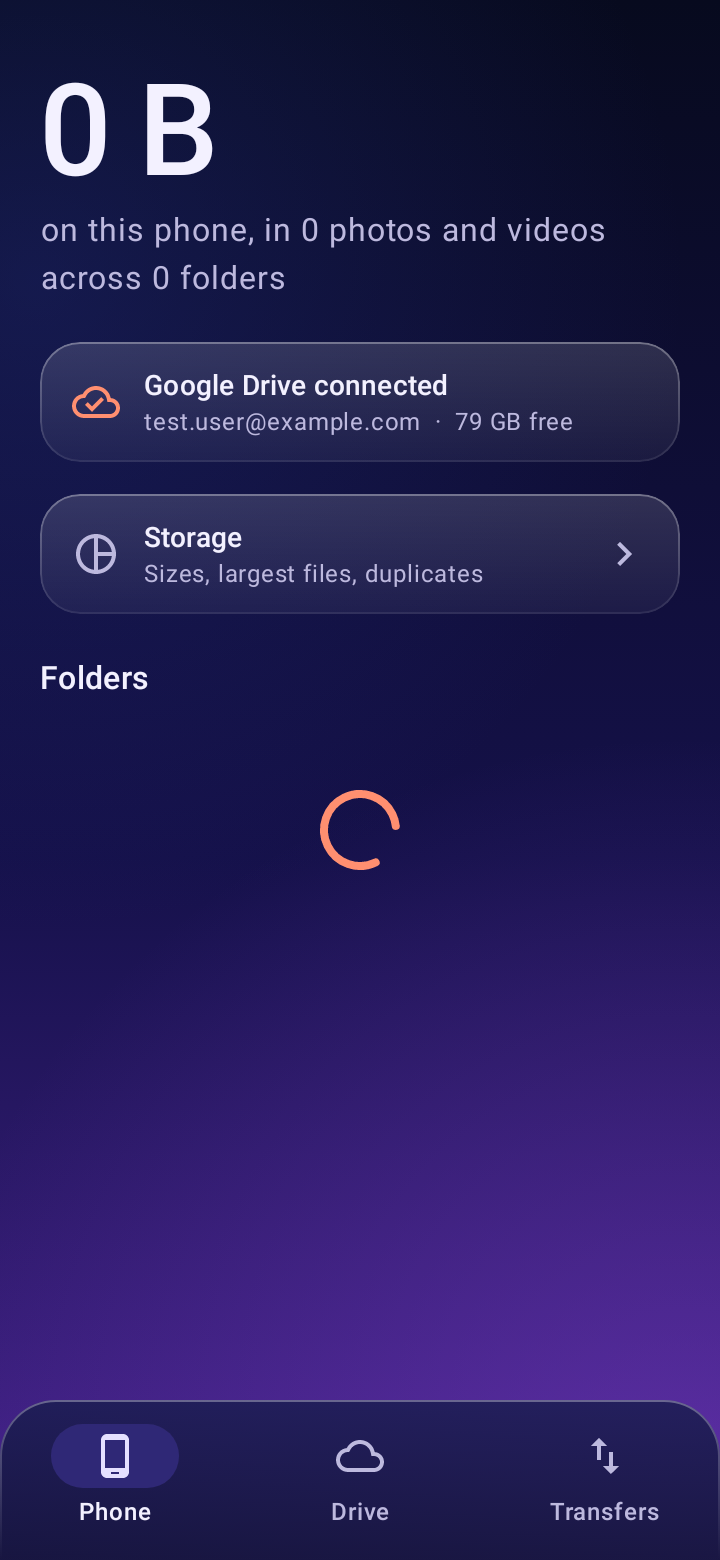 0 B
on this phone, in 0 photos and videos
across 0 folders
Google Drive connected
test.user@example.com · 79 GB free
Storage
Sizes, largest files, duplicates
Folders
Phone
Drive
Transfers